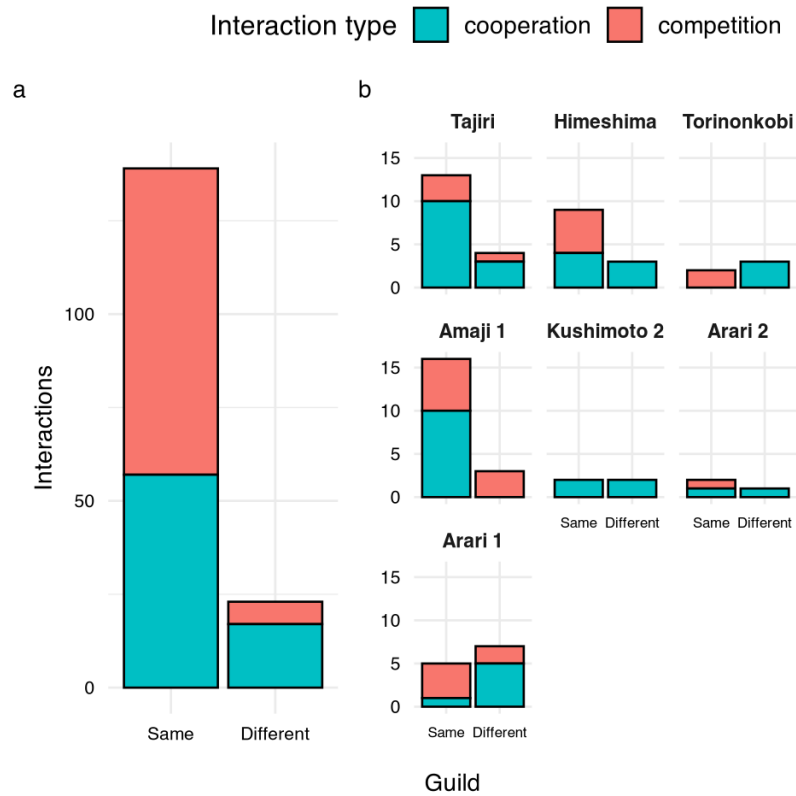 Interaction type cooperation competition
a
b
Interactions
100
50
0
Same Different
Tajiri Himeshima Torinonkobi
15
10
5
0
Amaji 1 Kushimoto 2 Arari 2
15
10
5
0
Same Different Same Different
Arari 1
15
10
5
0
Same Different
Guild